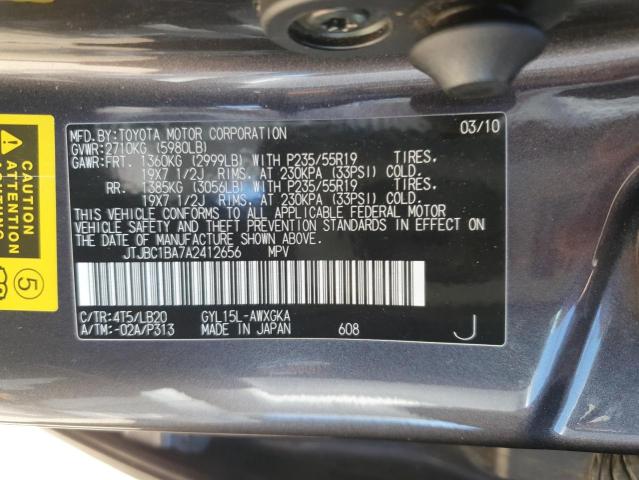 MFD.BY:TOYOTA MOTOR CORPORATION 03/10
GVWR:2710KG (5980LB)
GAWR:FRT. 1360KG (2999LB) WITH P235/55R19 TIRES,
19X7 1/2J RIMS, AT 230KPA (33PSI) COLD.
RR. 1385KG (3056LB) WITH P235/55R19 TIRES,
19X7 1/2J RIMS, AT 230KPA (33PSI) COLD.
THIS VEHICLE CONFORMS TO ALL APPLICABLE FEDERAL MOTOR
VEHICLE SAFETY AND THEFT PREVENTION STANDARDS IN EFFECT ON
THE DATE OF MANUFACTURE SHOWN ABOVE.
JTJBC1BA7A2412656 MPV
C/TR:4T5/LB20 GYL15L-AWXGKA
A/TM:-02A/P313 MADE IN JAPAN 608 J
5